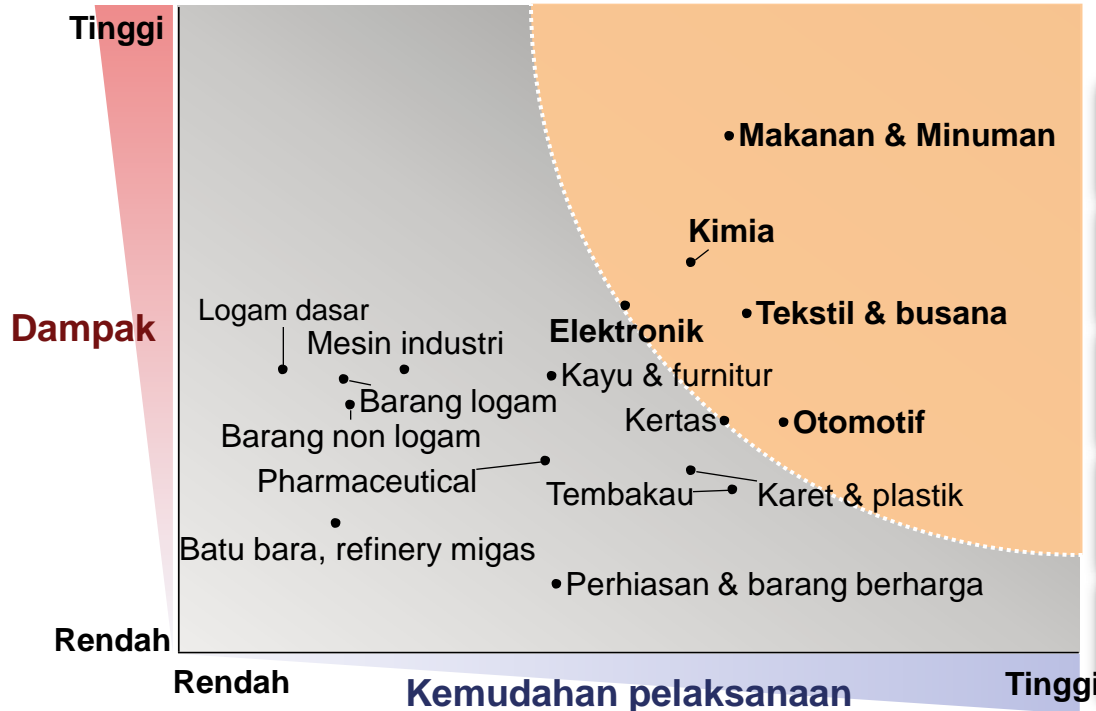 Tinggi
Makanan & Minuman
Kimia
Logam dasar
Tekstil & busana
Dampak
Elektronik
Mesin industri
Kayu & furnitur
Barang logam
Kertas
Otomotif
Barang non logam
Pharmaceutical
Tembakau
Karet & plastik
Batu bara, refinery migas
Perhiasan & barang berharga
Rendah
Rendah
Kemudahan pelaksanaan
Tinggi